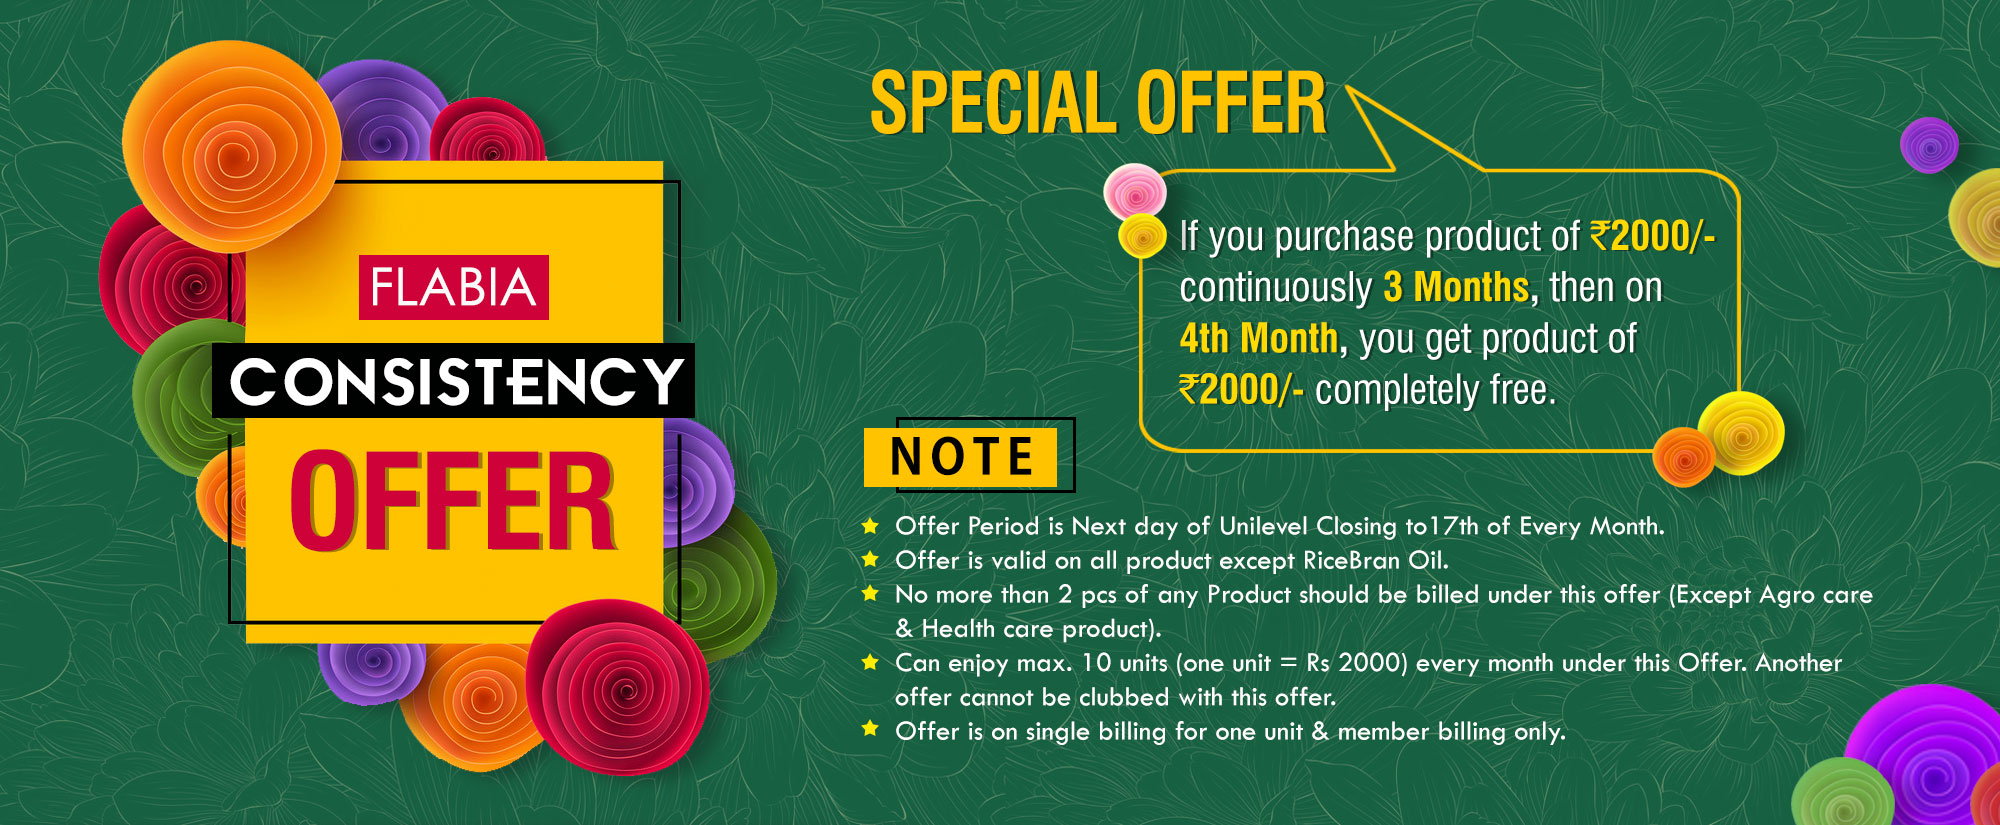 FLABIA
CONSISTENCY
OFFER
SPECIAL OFFER
If you purchase product of ₹2000/-
continuously 3 Months, then on
4th Month, you get product of
₹2000/- completely free.
NOTE
Offer Period is Next day of Unilevel Closing to17th of Every Month.
Offer is valid on all product except RiceBran Oil.
No more than 2 pcs of any Product should be billed under this offer (Except Agro care
& Health care product).
Can enjoy max. 10 units (one unit = Rs 2000) every month under this Offer. Another
offer cannot be clubbed with this offer.
Offer is on single billing for one unit & member billing only.